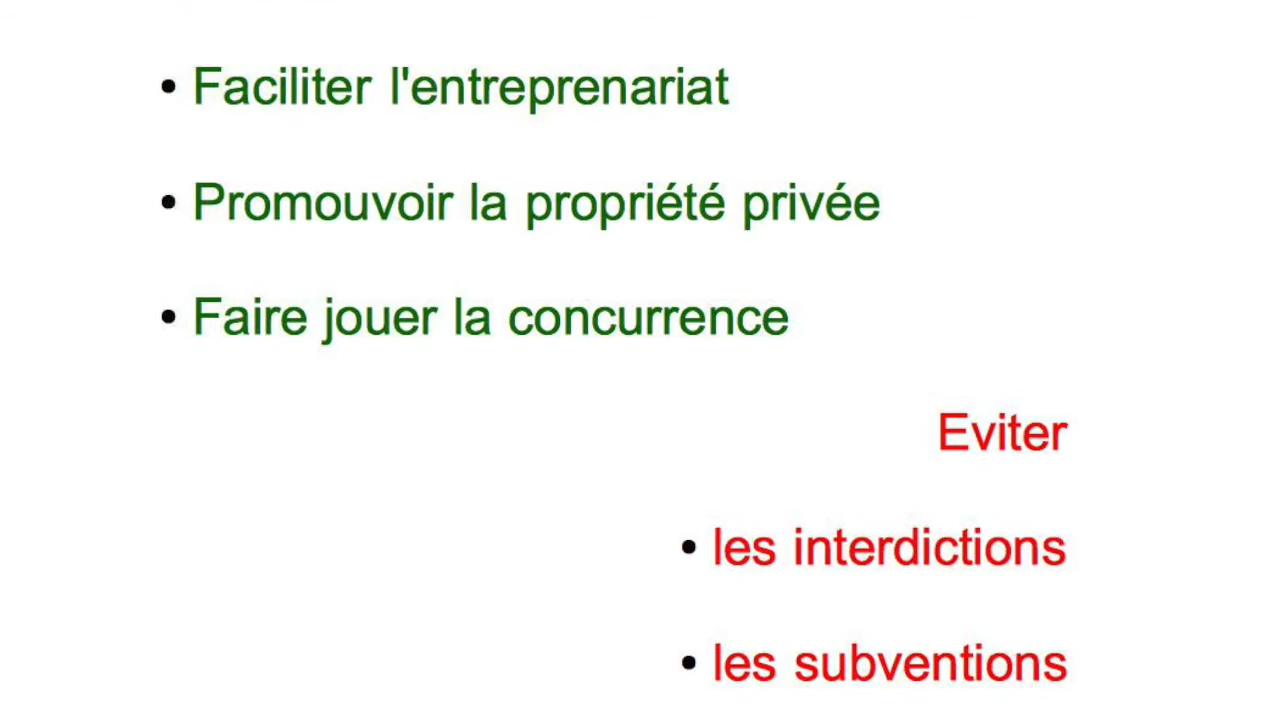 • Faciliter l'entreprenariat
• Promouvoir la propriété privée
• Faire jouer la concurrence
Eviter
• les interdictions
• les subventions